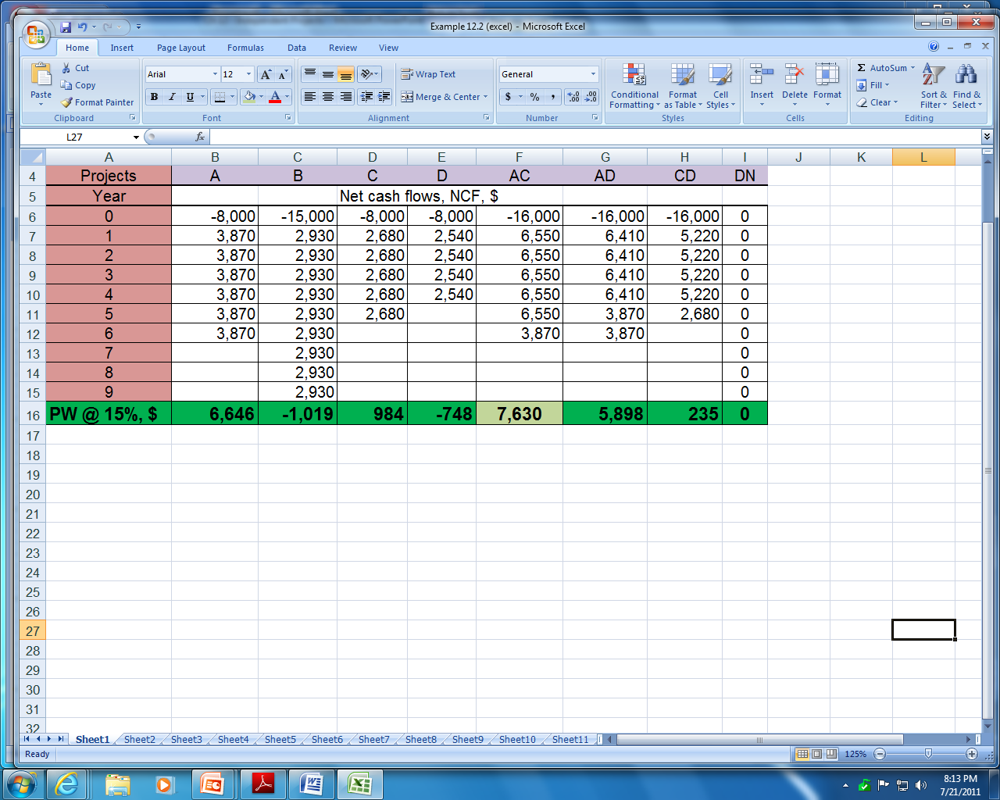 Example 12.2 (excel) - Microsoft Excel
Home Insert Page Layout Formulas Data Review View
Paste
Cut
Copy
Format Painter
Clipboard
Arial 12 A A
B I U A
Font
Wrap Text
Merge & Center
Alignment
General
$ % ,
Number
Conditional Formatting
Format as Table
Cell Styles
Styles
Insert Delete Format
Cells
Σ AutoSum
Fill
Clear
Sort & Filter
Find & Select
Editing
L27 fx
A B C D E F G H I J K L
4 Projects A B C D AC AD CD DN
5 Year Net cash flows, NCF, $
6 0 -8,000 -15,000 -8,000 -8,000 -16,000 -16,000 -16,000 0
7 1 3,870 2,930 2,680 2,540 6,550 6,410 5,220 0
8 2 3,870 2,930 2,680 2,540 6,550 6,410 5,220 0
9 3 3,870 2,930 2,680 2,540 6,550 6,410 5,220 0
10 4 3,870 2,930 2,680 2,540 6,550 6,410 5,220 0
11 5 3,870 2,930 2,680 6,550 3,870 2,680 0
12 6 3,870 2,930 3,870 3,870 0
13 7 2,930 0
14 8 2,930 0
15 9 2,930 0
16 PW @ 15%, $ 6,646 -1,019 984 -748 7,630 5,898 235 0
17
18
19
20
21
22
23
24
25
26
27
28
29
30
31
32
Sheet1 Sheet2 Sheet3 Sheet4 Sheet5 Sheet6 Sheet7 Sheet8 Sheet9 Sheet10 Sheet11
Ready 125%
8:13 PM
7/21/2011